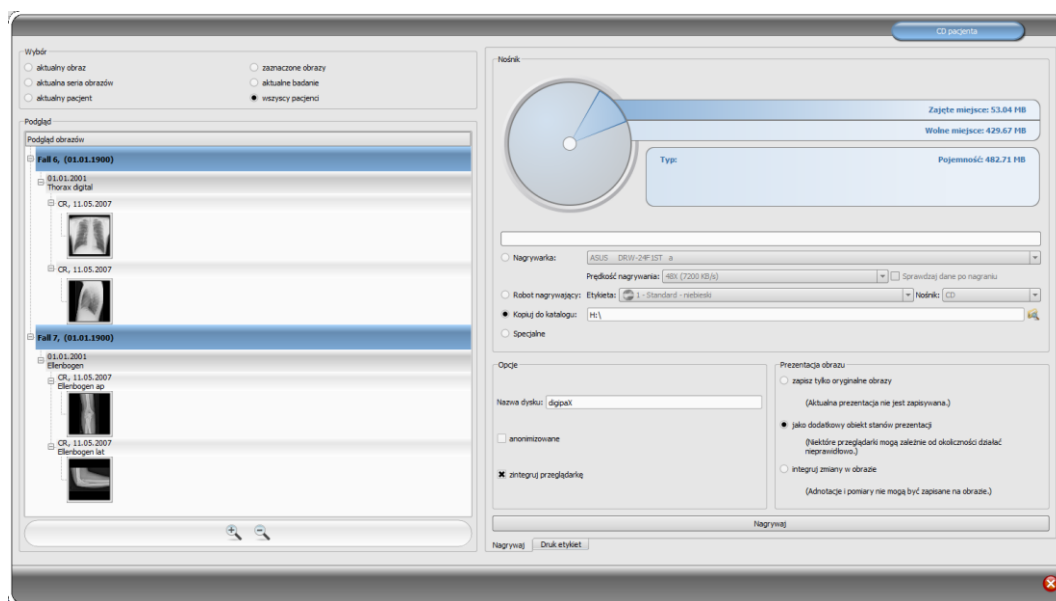 CD pacjenta
Wybór
aktualny obraz
zaznaczone obrazy
aktualna seria obrazów
aktualne badanie
aktualny pacjent
wszyscy pacjenci
Podgląd
Podgląd obrazów
Fall 6, (01.01.1900)
01.01.2001
Thorax digital
CR, 11.05.2007
CR, 11.05.2007
Fall 7, (01.01.1900)
01.01.2001
Ellenbogen
CR, 11.05.2007
Ellenbogen ap
CR, 11.05.2007
Ellenbogen lat
Nośnik
Zajęte miejsce: 53.04 MB
Wolne miejsce: 429.67 MB
Typ: Pojemność: 482.71 MB
Nagrywarka: ASUS DRW-24F1ST a
Prędkość nagrywania: 48X (7200 KB/s) Sprawdzaj dane po nagraniu
Robot nagrywający: Etykieta: 1 - Standard - niebieski Nośnik: CD
Kopiuj do katalogu: H:\
Specjalne
Opcje
Nazwa dysku: digipaX
anonimizowane
zintegruj przeglądarkę
Prezentacja obrazu
zapisz tylko oryginalne obrazy
(Aktualna prezentacja nie jest zapisywana.)
jako dodatkowy obiekt stanów prezentacji
(Niektóre przeglądarki mogą zależnie od okoliczności działać
nieprawidłowo.)
integruj zmiany w obrazie
(Adnotacje i pomiary nie mogą być zapisane na obrazie.)
Nagrywaj
Nagrywaj Druk etykiet